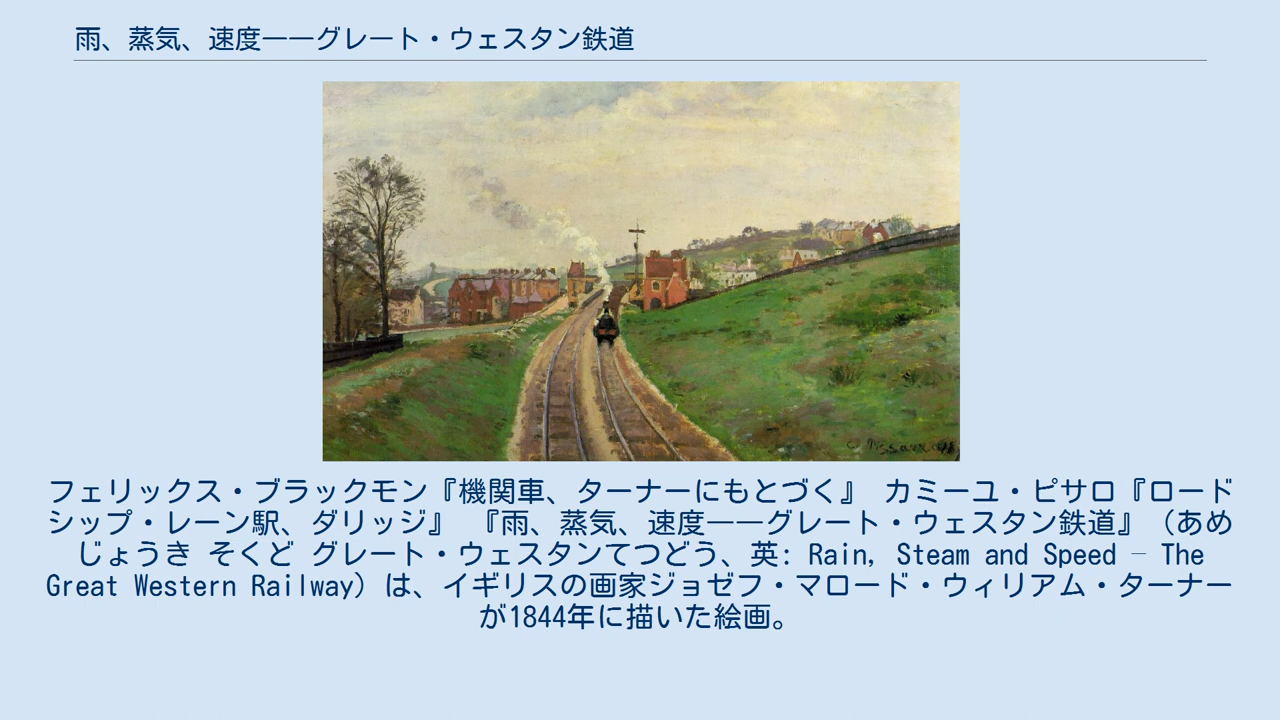 雨、蒸気、速度――グレート・ウェスタン鉄道
C. Pissarro
フェリックス・ブラックモン『機関車、ターナーにもとづく』 カミーユ・ピサロ『ロード
シップ・レーン駅、ダリッジ』 『雨、蒸気、速度――グレート・ウェスタン鉄道』（あめ
じょうき そくど グレート・ウェスタンてつどう、英: Rain, Steam and Speed – The
Great Western Railway）は、イギリスの画家ジョゼフ・マロード・ウィリアム・ターナー
が1844年に描いた絵画。